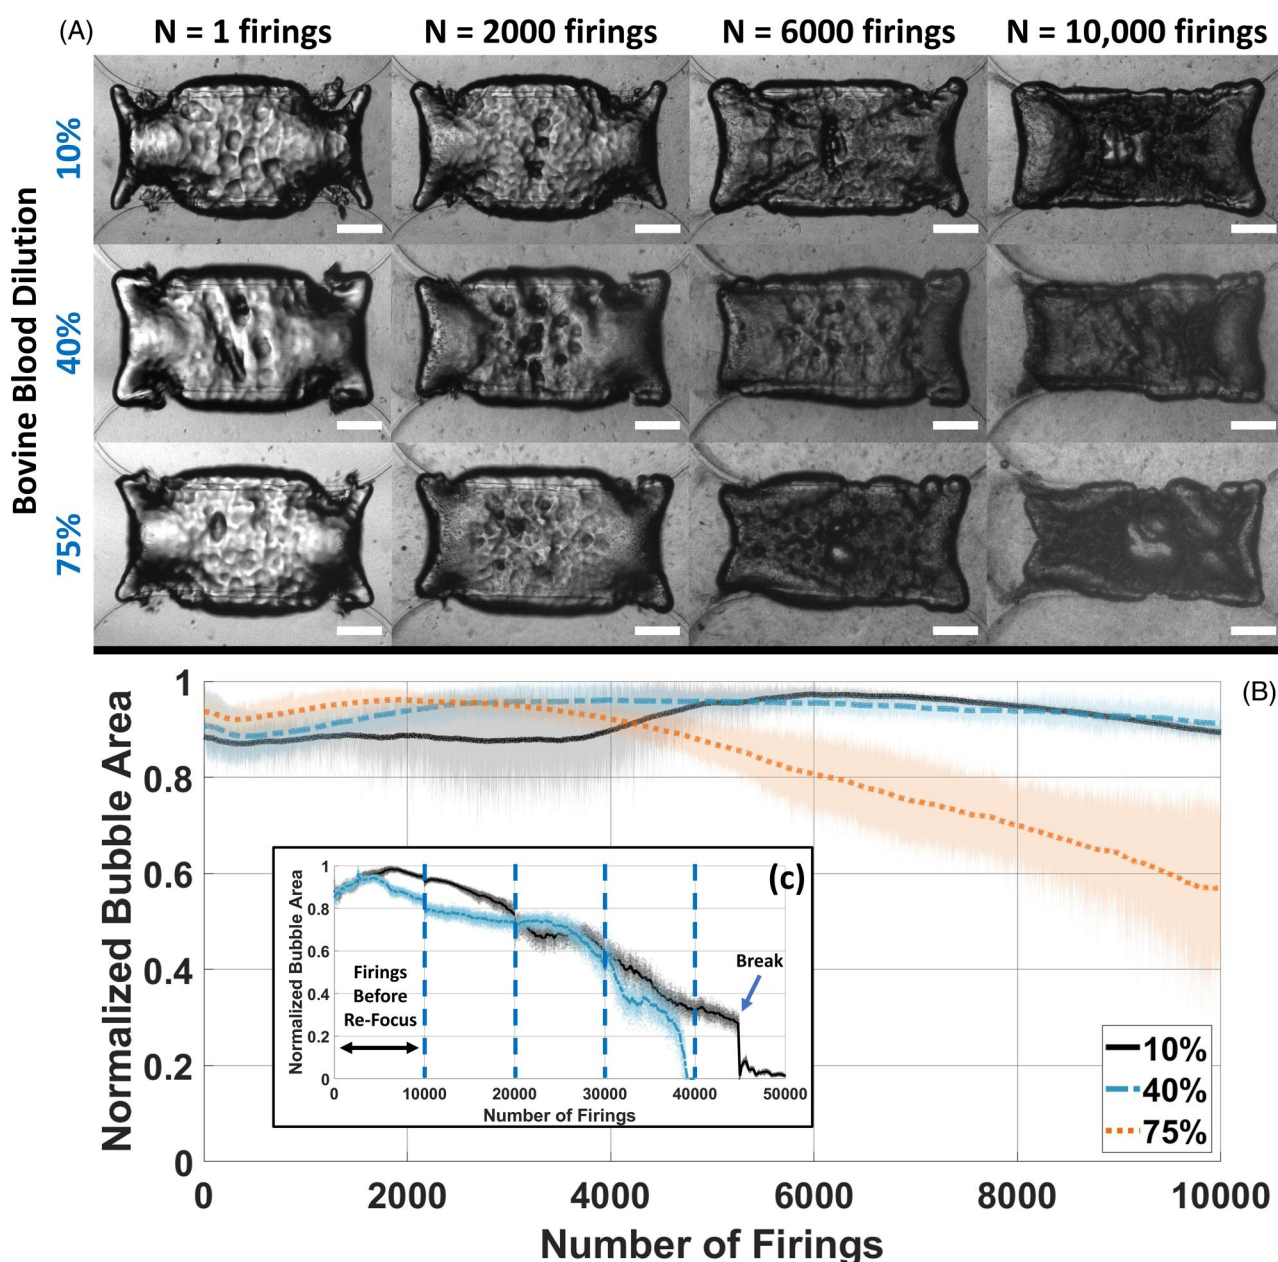 (A)
N = 1 firings
N = 2000 firings
N = 6000 firings
N = 10,000 firings
Bovine Blood Dilution
10%
40%
75%
(B)
Normalized Bubble Area
1
0.8
0.6
0.4
0.2
0
0
2000
4000
6000
8000
10000
Number of Firings
10%
40%
75%
(c)
Normalized Bubble Area
1
0.8
0.6
0.4
0.2
0
Firings
Before
Re-Focus
Break
0
10000
20000
30000
40000
50000
Number of Firings